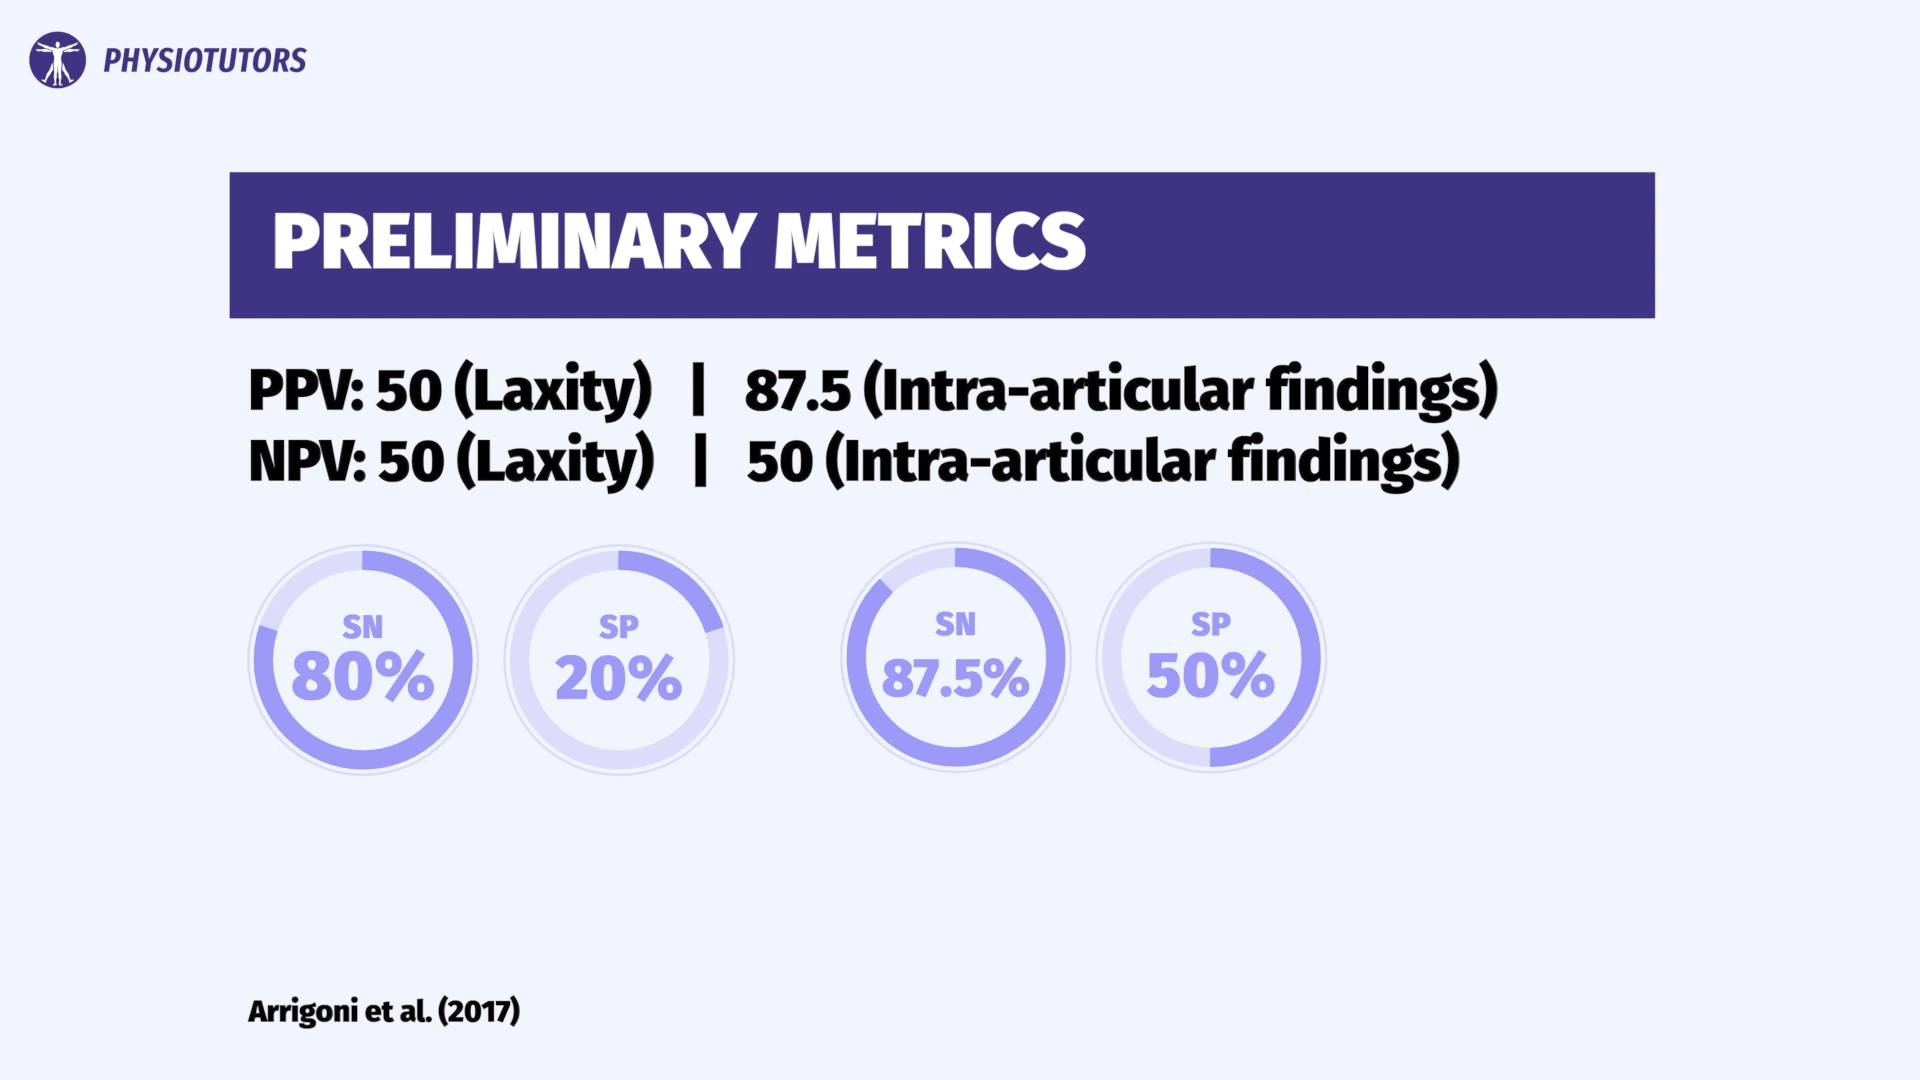 PHYSIOTUTORS
PRELIMINARY METRICS
PPV: 50 (Laxity) | 87.5 (Intra-articular findings)
NPV: 50 (Laxity) | 50 (Intra-articular findings)
SN
80%
SP
20%
SN
87.5%
SP
50%
Arrigoni et al. (2017)